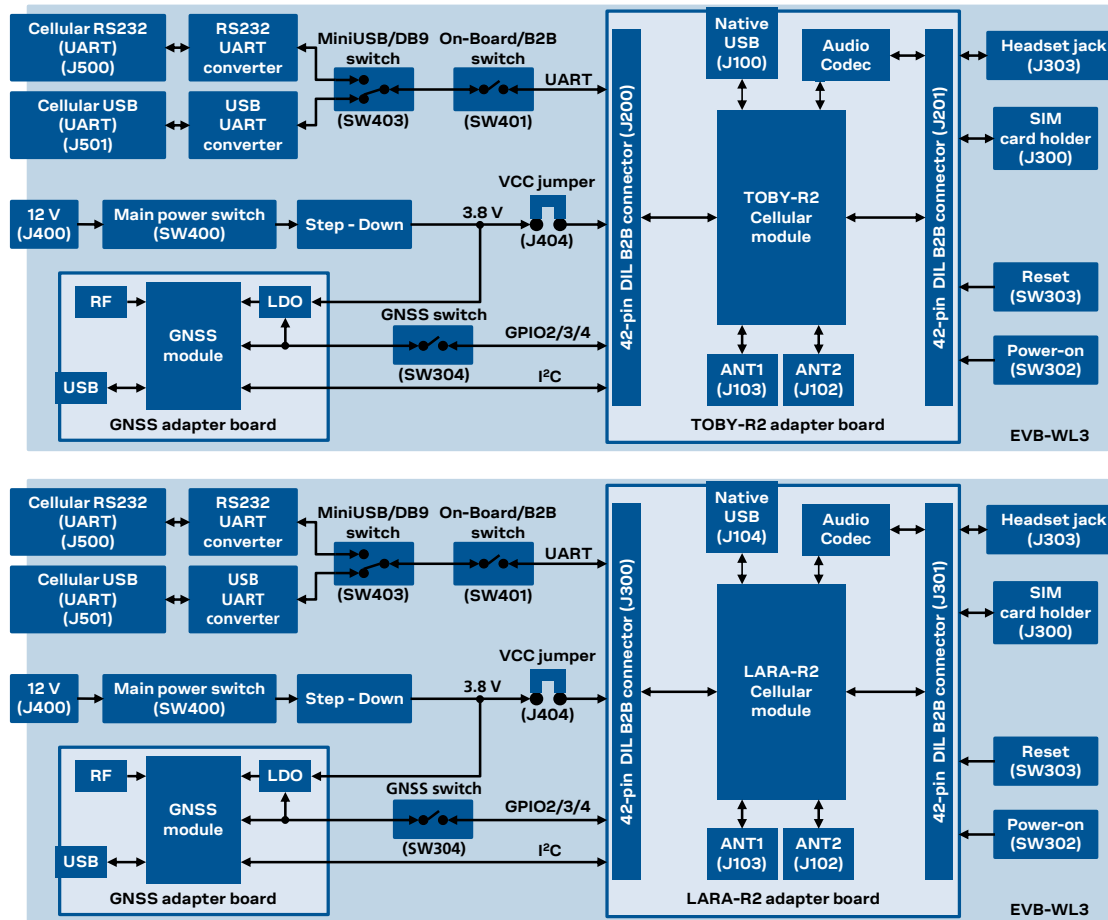 Cellular RS232
(UART)
(J500)
RS232
UART
converter
MiniUSB/DB9
switch
(SW403)
On-Board/B2B
switch
(SW401)
UART
Cellular USB
(UART)
(J501)
USB
UART
converter
12 V
(J400)
Main power switch
(SW400)
Step - Down
3.8 V
VCC jumper
(J404)
RF
GNSS
module
LDO
USB
GNSS adapter board
GNSS switch
(SW304)
GPIO2/3/4
I²C
42-pin DIL B2B connector (J200)
Native
USB
(J100)
Audio
Codec
TOBY-R2
Cellular
module
ANT1
(J103)
ANT2
(J102)
42-pin DIL B2B connector (J201)
TOBY-R2 adapter board
Headset jack
(J303)
SIM
card holder
(J300)
Reset
(SW303)
Power-on
(SW302)
EVB-WL3
Cellular RS232
(UART)
(J500)
RS232
UART
converter
MiniUSB/DB9
switch
(SW403)
On-Board/B2B
switch
(SW401)
UART
Cellular USB
(UART)
(J501)
USB
UART
converter
12 V
(J400)
Main power switch
(SW400)
Step - Down
3.8 V
VCC jumper
(J404)
RF
GNSS
module
LDO
USB
GNSS adapter board
GNSS switch
(SW304)
GPIO2/3/4
I²C
42-pin DIL B2B connector (J300)
Native
USB
(J104)
Audio
Codec
LARA-R2
Cellular
module
ANT1
(J103)
ANT2
(J102)
42-pin DIL B2B connector (J301)
LARA-R2 adapter board
Headset jack
(J303)
SIM
card holder
(J300)
Reset
(SW303)
Power-on
(SW302)
EVB-WL3